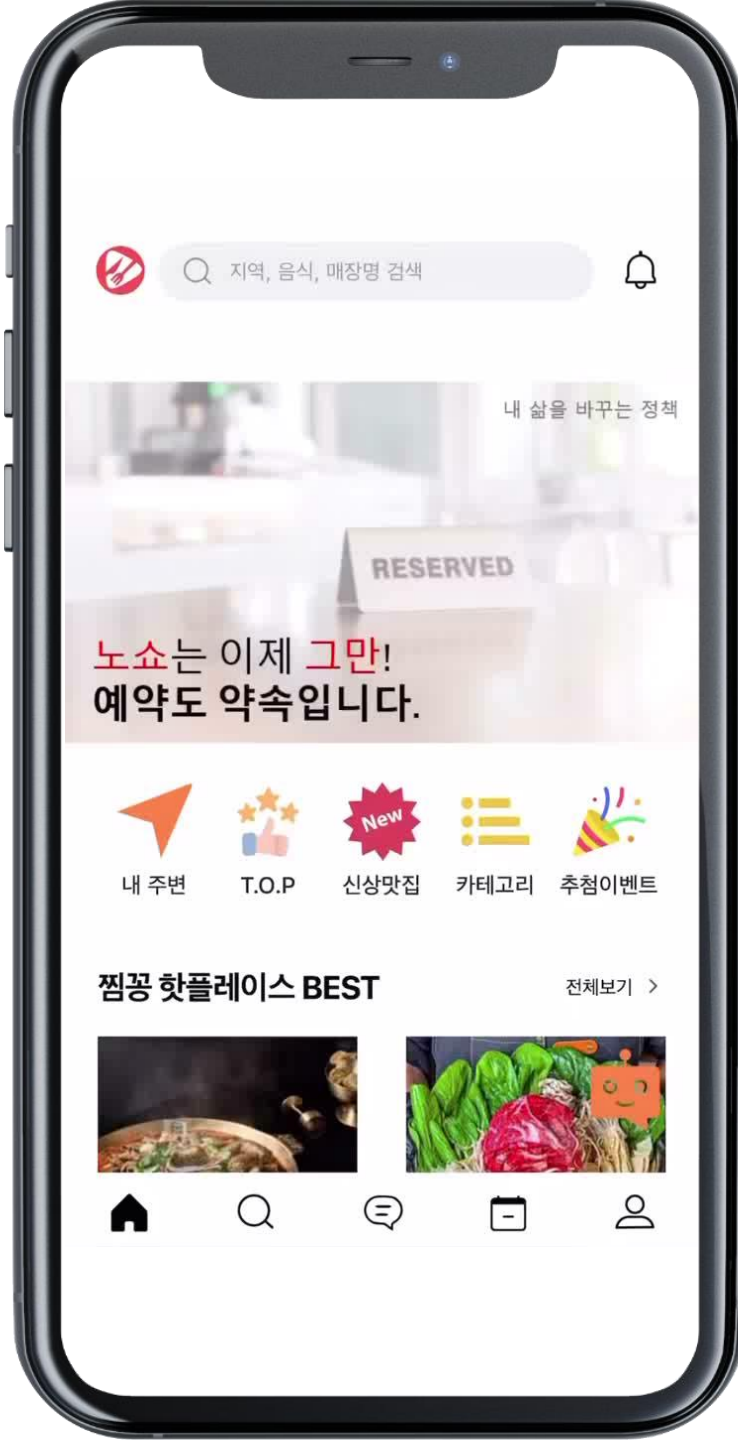 지역, 음식, 매장명 검색
내 삶을 바꾸는 정책
RESERVED
노쇼는 이제 그만!
예약도 약속입니다.
New
내 주변
T.O.P
신상맛집
카테고리
추첨이벤트
찜꽁 핫플레이스 BEST
전체보기 >